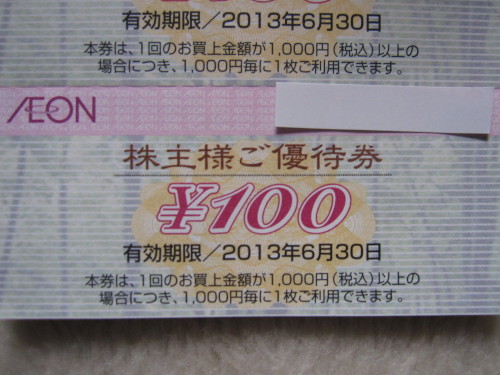 有効期限／2013年6月30日
本券は、1回のお買上金額が1,000円（税込）以上の
場合につき、1,000円毎に1枚ご利用できます。
ÆON
株主様ご優待券
¥100
有効期限／2013年6月30日
本券は、1回のお買上金額が1,000円（税込）以上の
場合につき、1,000円毎に1枚ご利用できます。